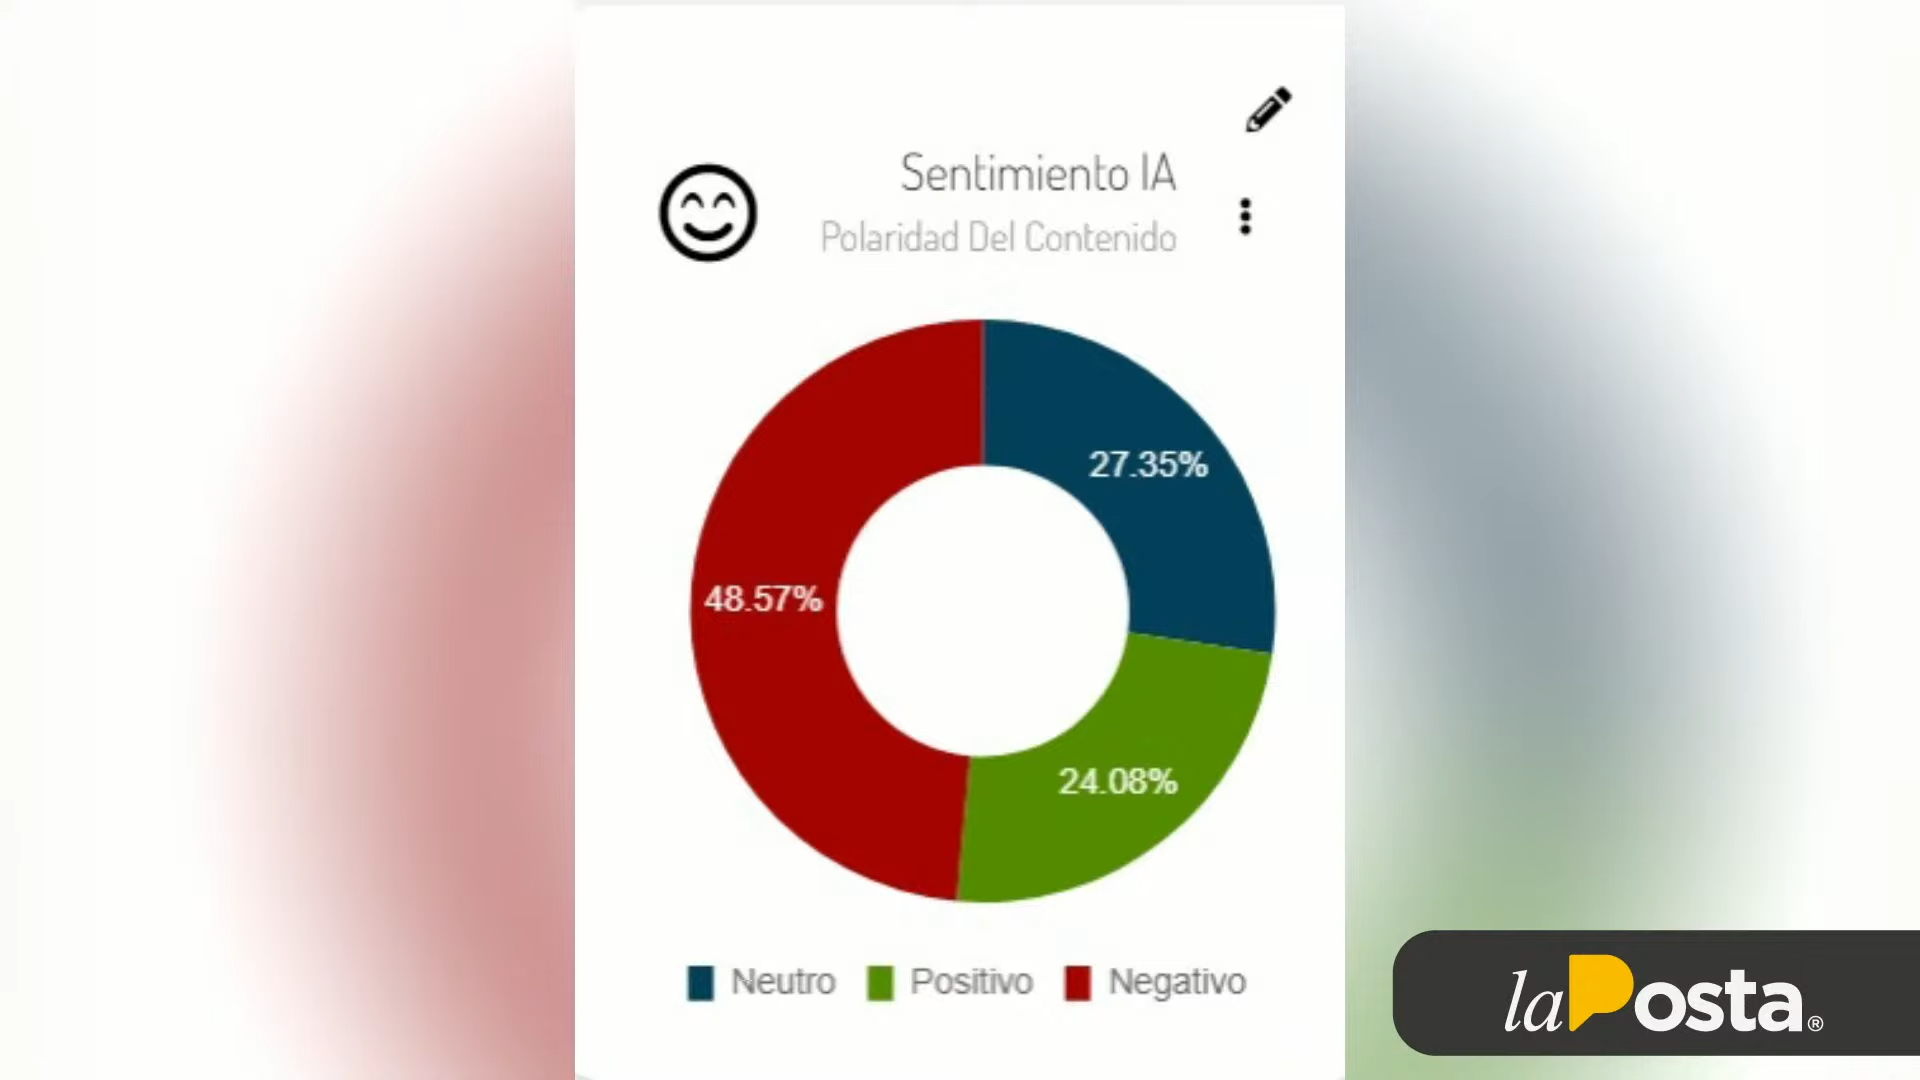 Sentimiento IA
Polaridad Del Contenido
27.35%
48.57%
24.08%
Neutro Positivo Negativo
laPosta®